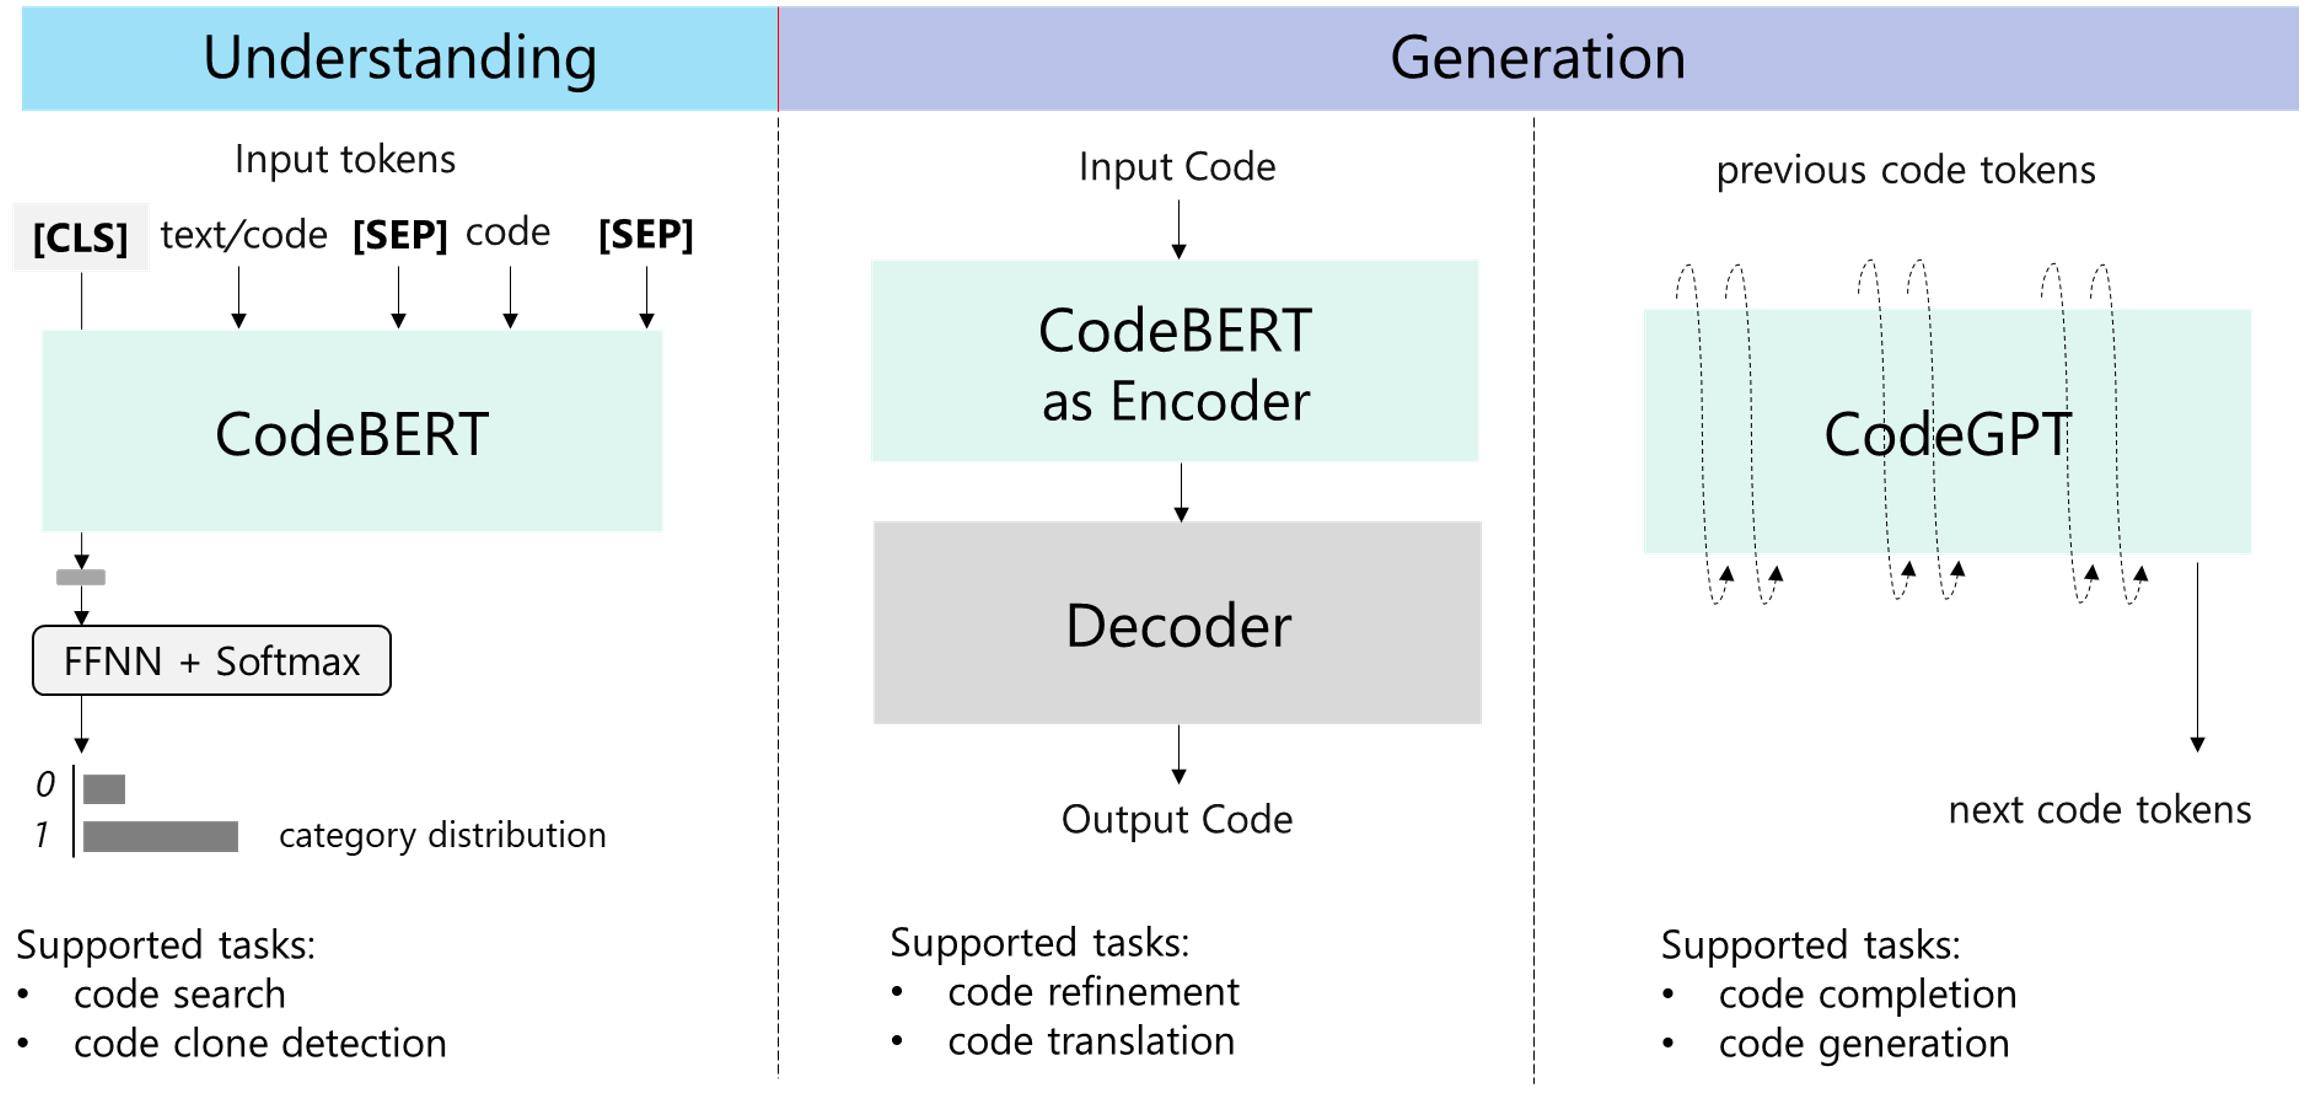 Understanding
Generation
Input tokens
[CLS] text/code [SEP] code [SEP]
CodeBERT
FFNN + Softmax
0
1
category distribution
Supported tasks:
• code search
• code clone detection
Input Code
CodeBERT
as Encoder
Decoder
Output Code
Supported tasks:
• code refinement
• code translation
previous code tokens
CodeGPT
next code tokens
Supported tasks:
• code completion
• code generation